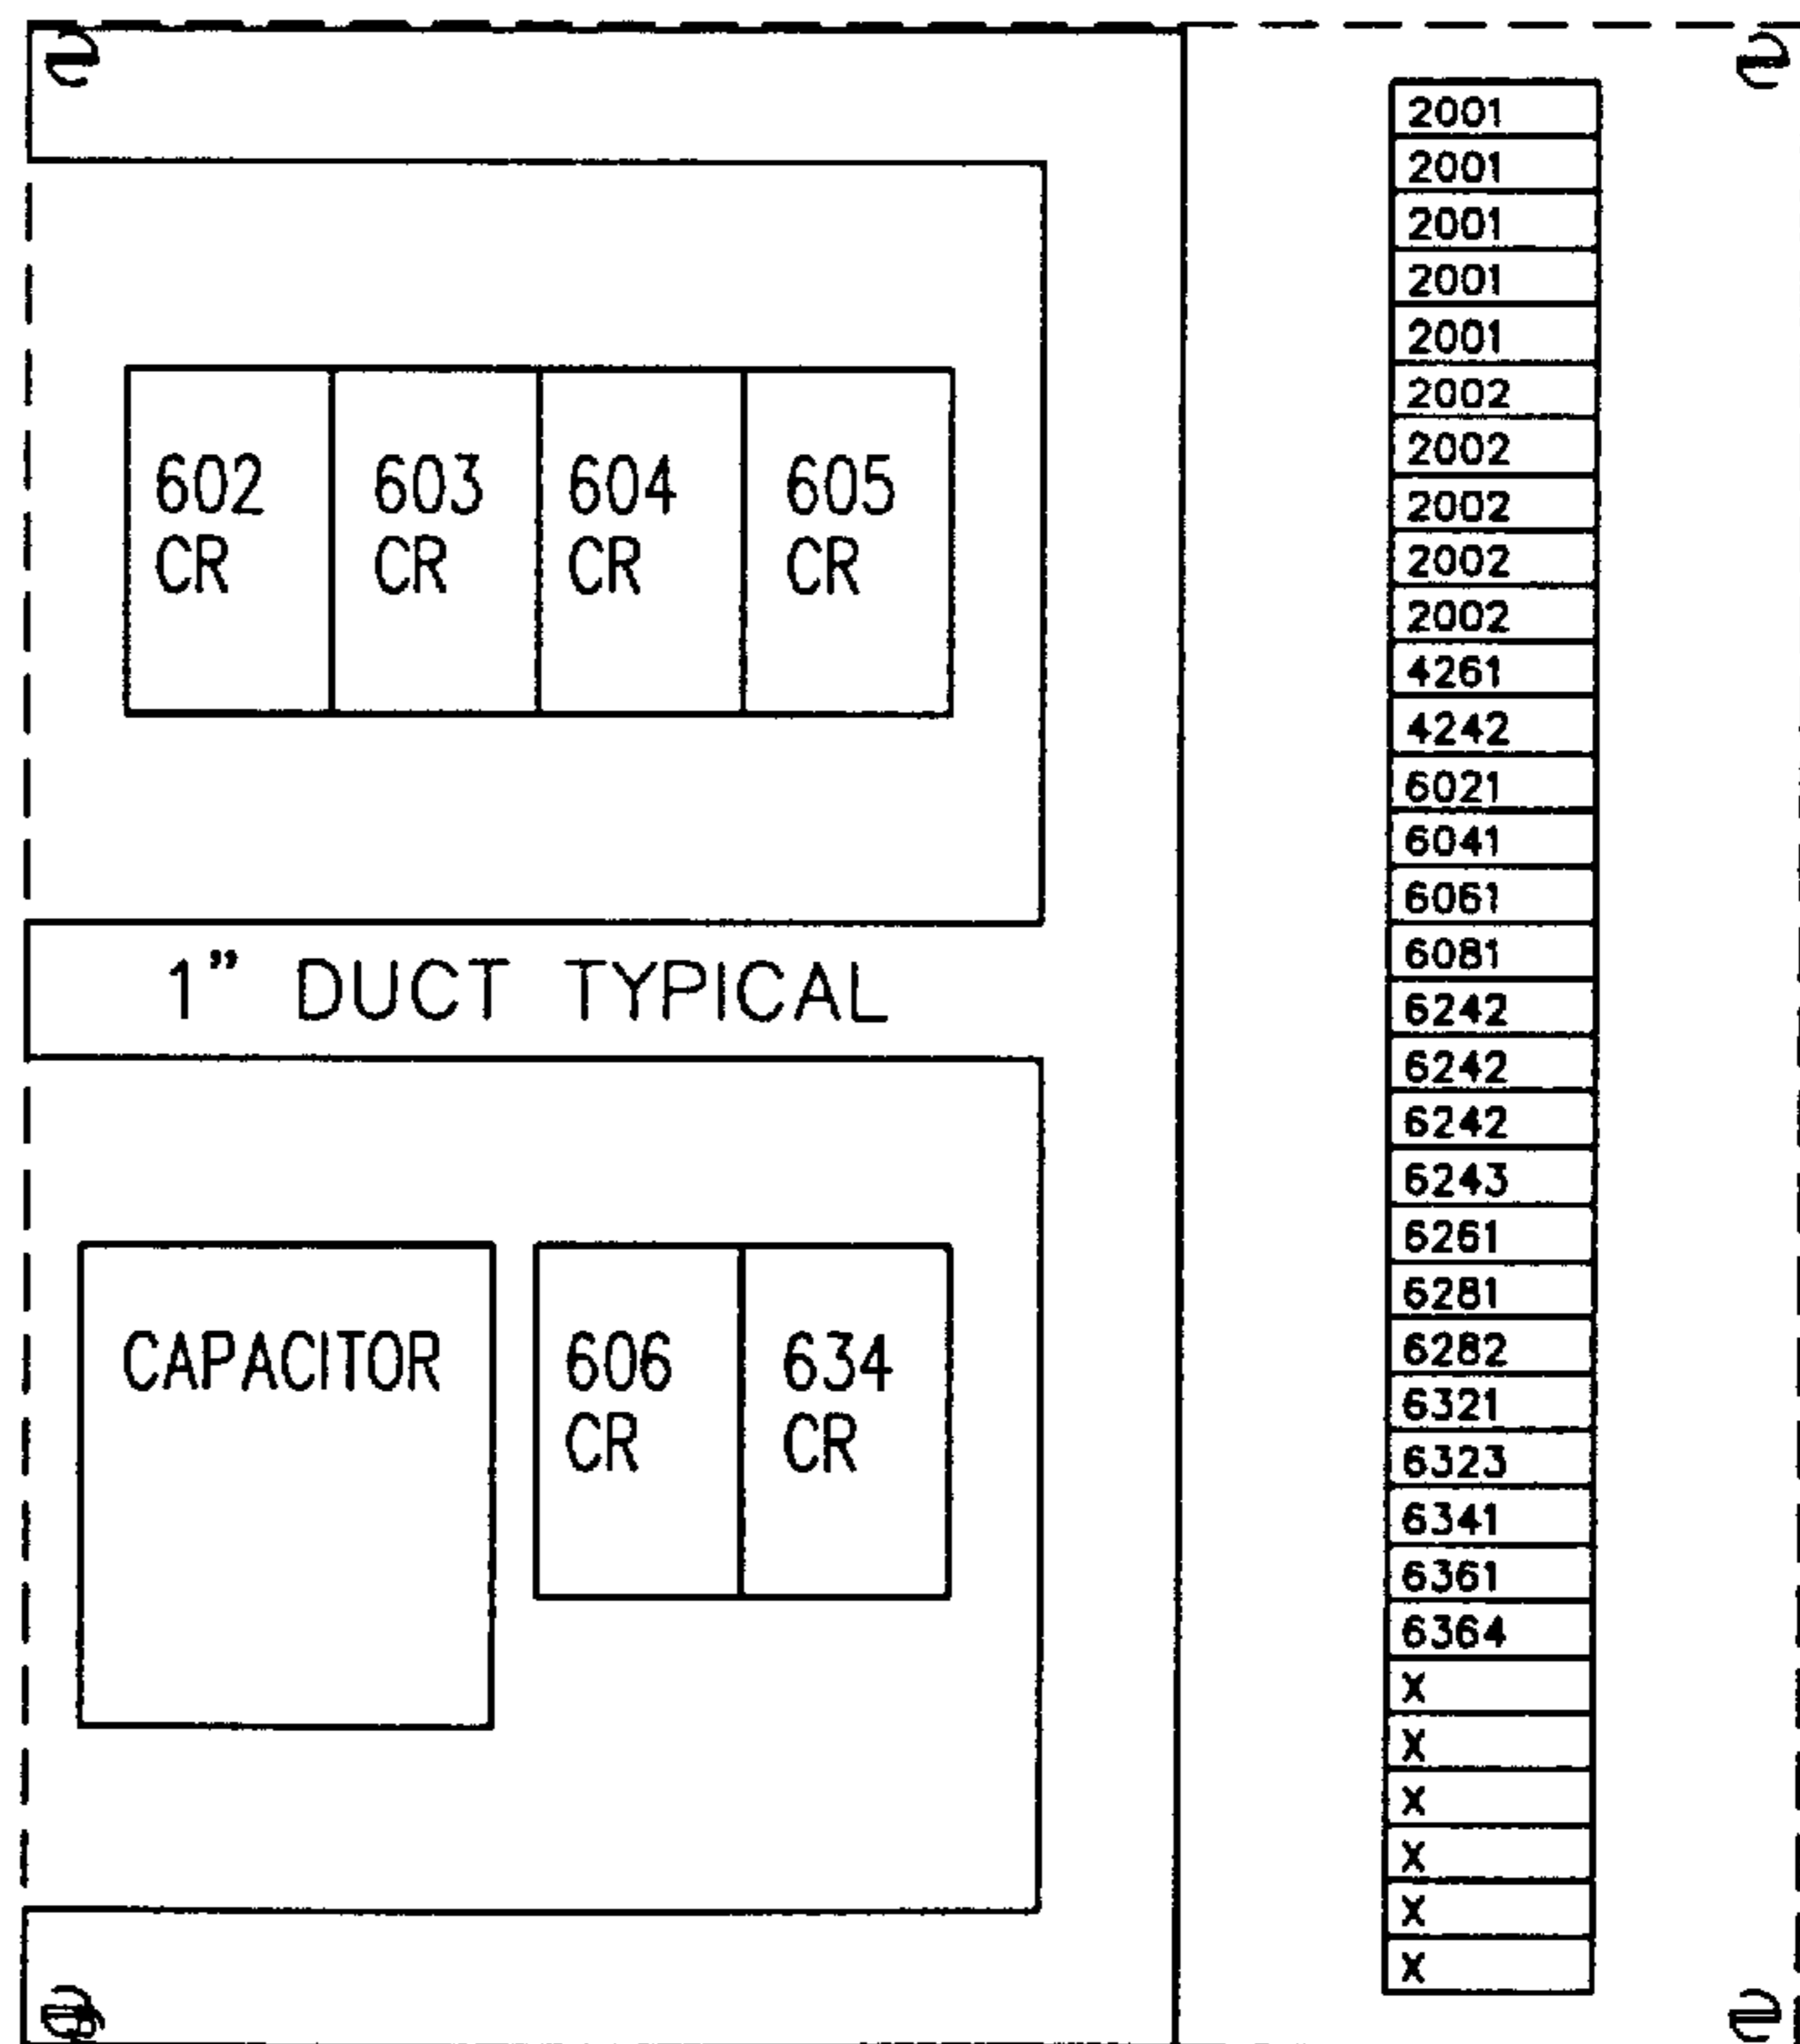 602
CR
603
CR
604
CR
605
CR
1" DUCT TYPICAL
CAPACITOR
606
CR
634
CR
2001
2001
2001
2001
2001
2002
2002
2002
2002
2002
4261
4242
6021
6041
6061
6081
6242
6242
6242
6243
6261
6281
6282
6321
6323
6341
6361
6364
X
X
X
X
X
X